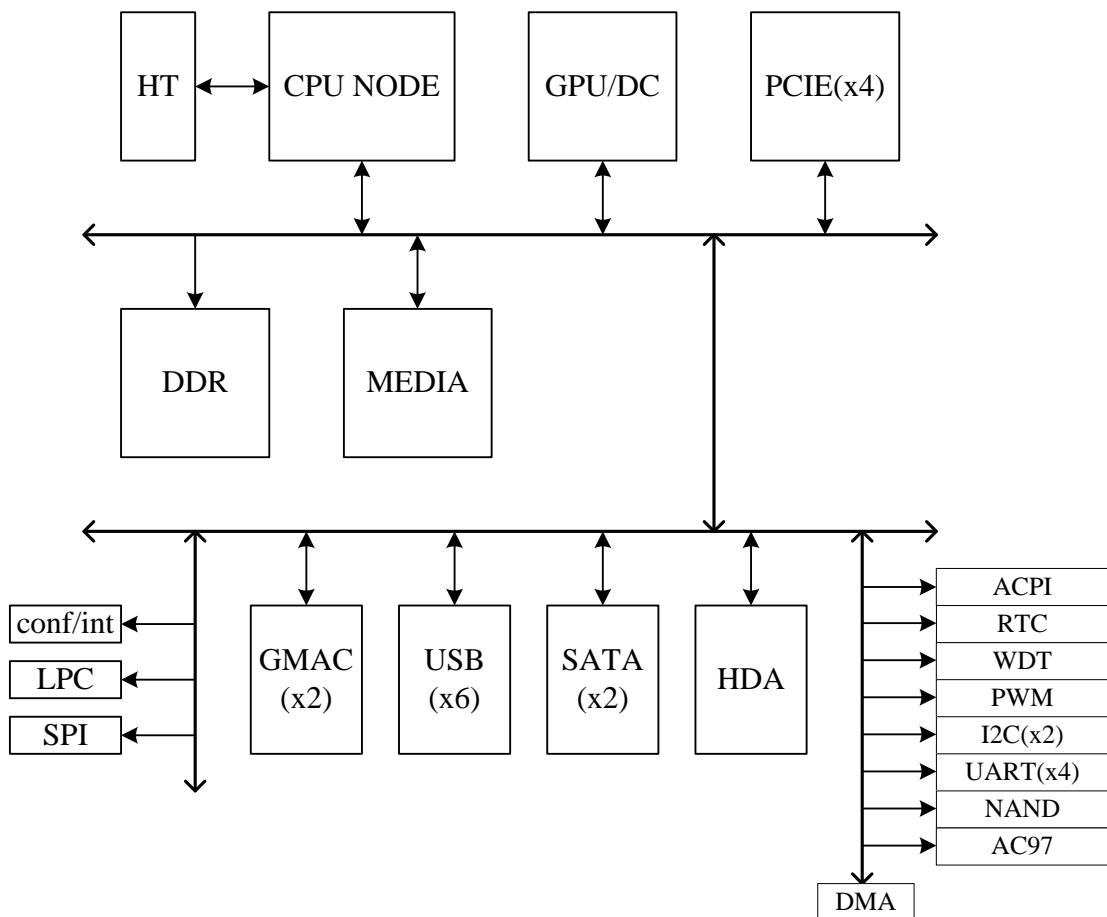 HT
CPU NODE
GPU/DC
PCIE(x4)
DDR
MEDIA
conf/int
LPC
SPI
GMAC
(x2)
USB
(x6)
SATA
(x2)
HDA
ACPI
RTC
WDT
PWM
I2C(x2)
UART(x4)
NAND
AC97
DMA